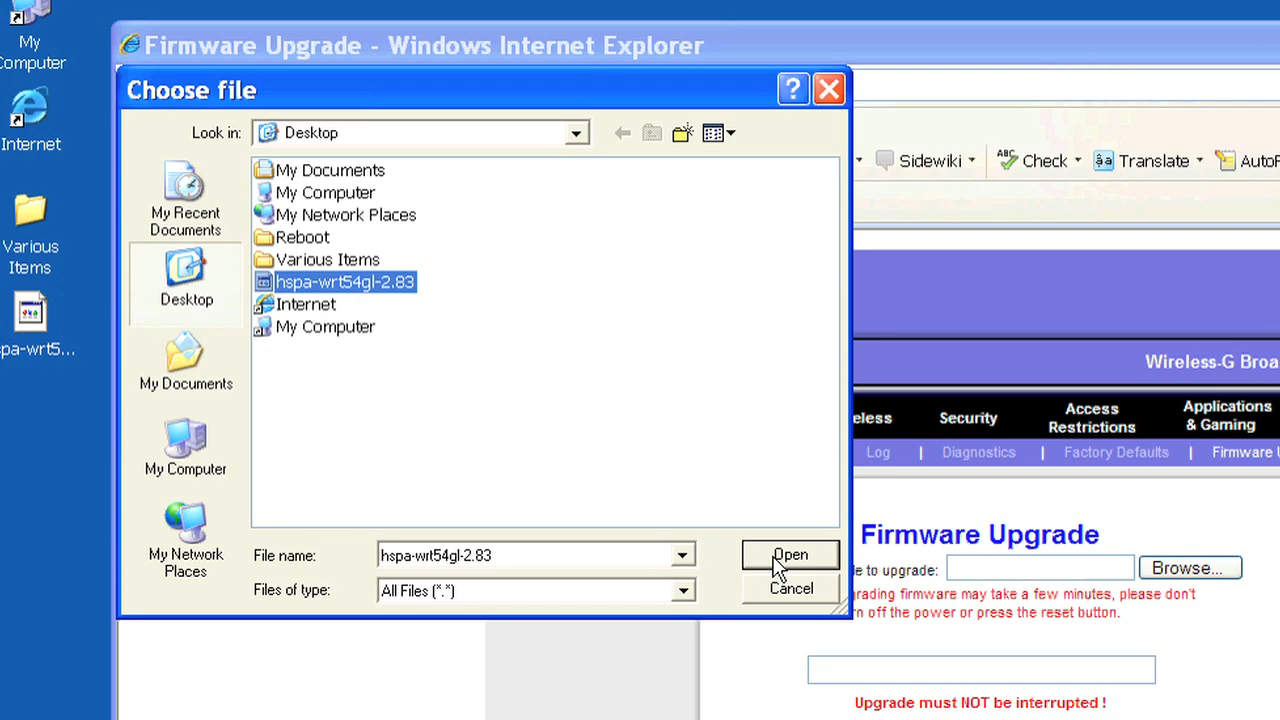 My
Computer
Internet
Various
Items
spa-wrt5...
Firmware Upgrade - Windows Internet Explorer
Choose file
Look in:
Desktop
My Recent
Documents
Desktop
My Documents
My Computer
My Network
Places
My Documents
My Computer
My Network Places
Reboot
Various Items
hspa-wrt54gl-2.83
Internet
My Computer
File name:
hspa-wrt54gl-2.83
Open
Files of type:
All Files (*.*)
Cancel
Sidewiki
ABC
Check
Translate
AutoF
Wireless-G Broa
eless
Security
Access
Restrictions
Applications
& Gaming
Log
|
Diagnostics
|
Factory Defaults
|
Firmware U
Firmware Upgrade
le to upgrade:
Browse...
grading firmware may take a few minutes, please don't
rn off the power or press the reset button.
Upgrade must NOT be interrupted !